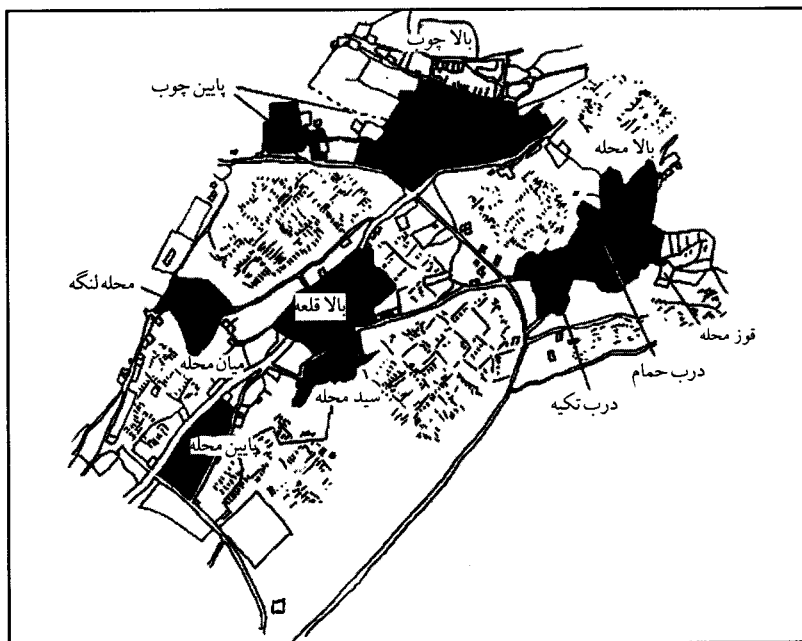 بالا چوب
پایین چوب
بالا محله
محله لنگه
بالا قلعه
قوز محله
میان محله
درب حمام
سید محله
درب تکیه
پایین محله